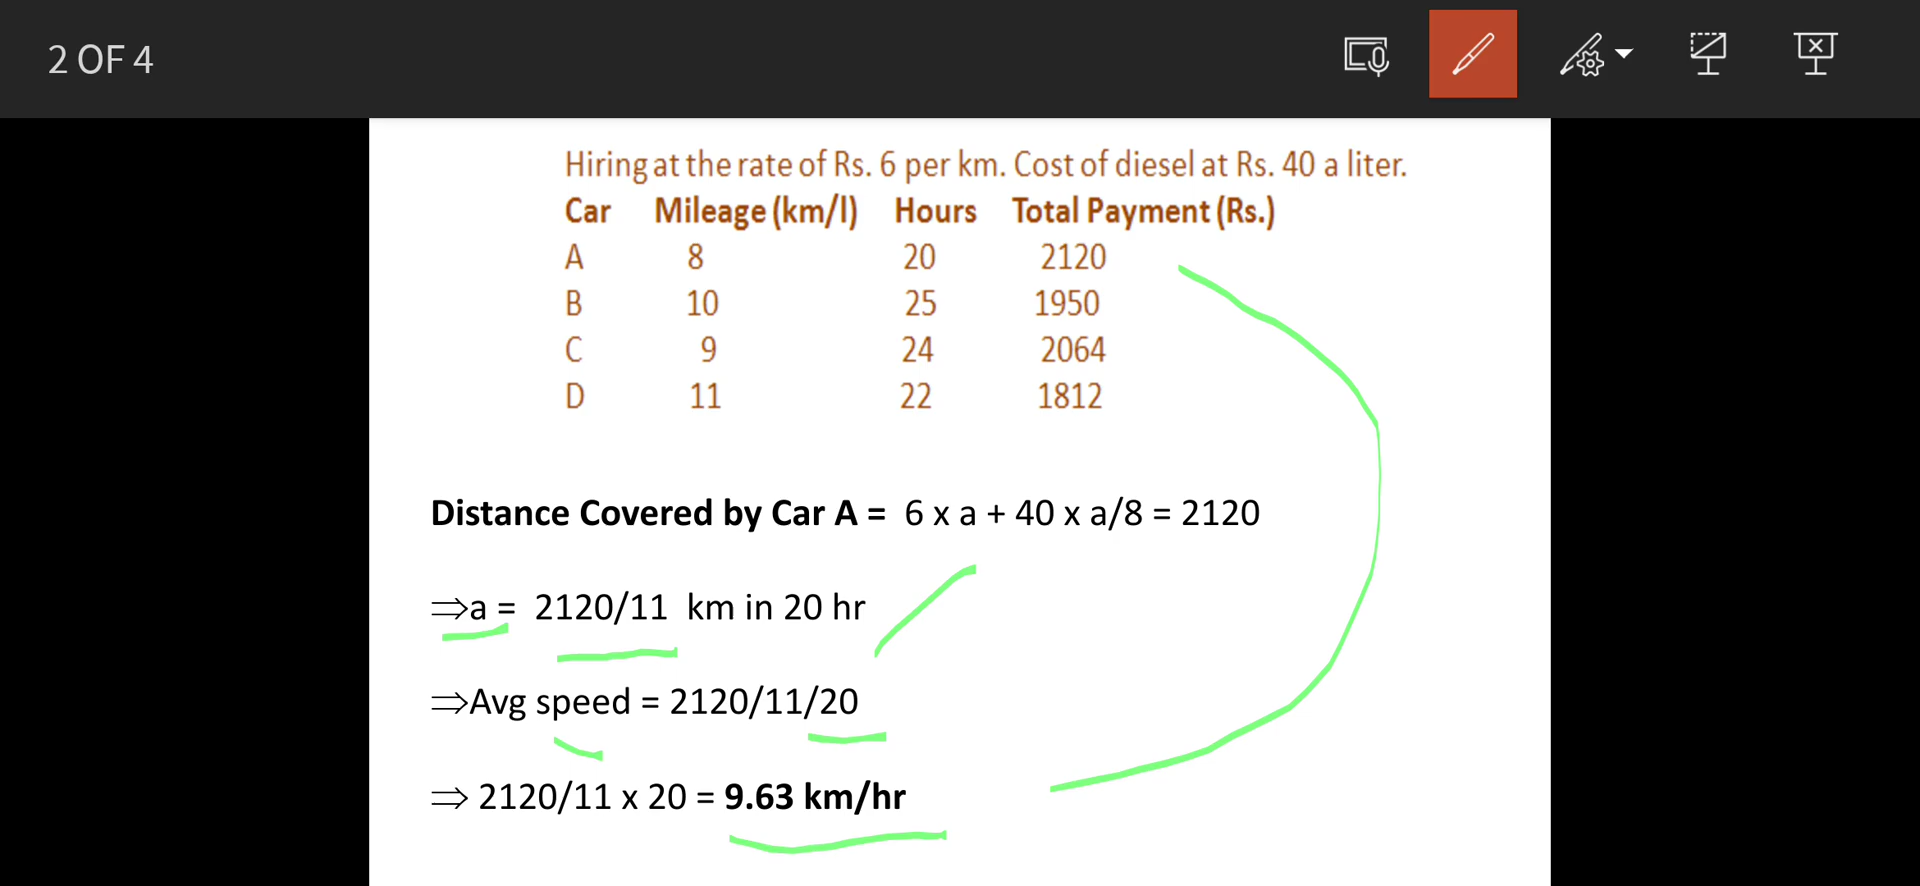 2 OF 4
Hiring at the rate of Rs. 6 per km. Cost of diesel at Rs. 40 a liter.
Car Mileage (km/l) Hours Total Payment (Rs.)
A 8 20 2120
B 10 25 1950
C 9 24 2064
D 11 22 1812
Distance Covered by Car A = 6 x a + 40 x a/8 = 2120
⇒a = 2120/11 km in 20 hr
⇒Avg speed = 2120/11/20
⇒ 2120/11 x 20 = 9.63 km/hr